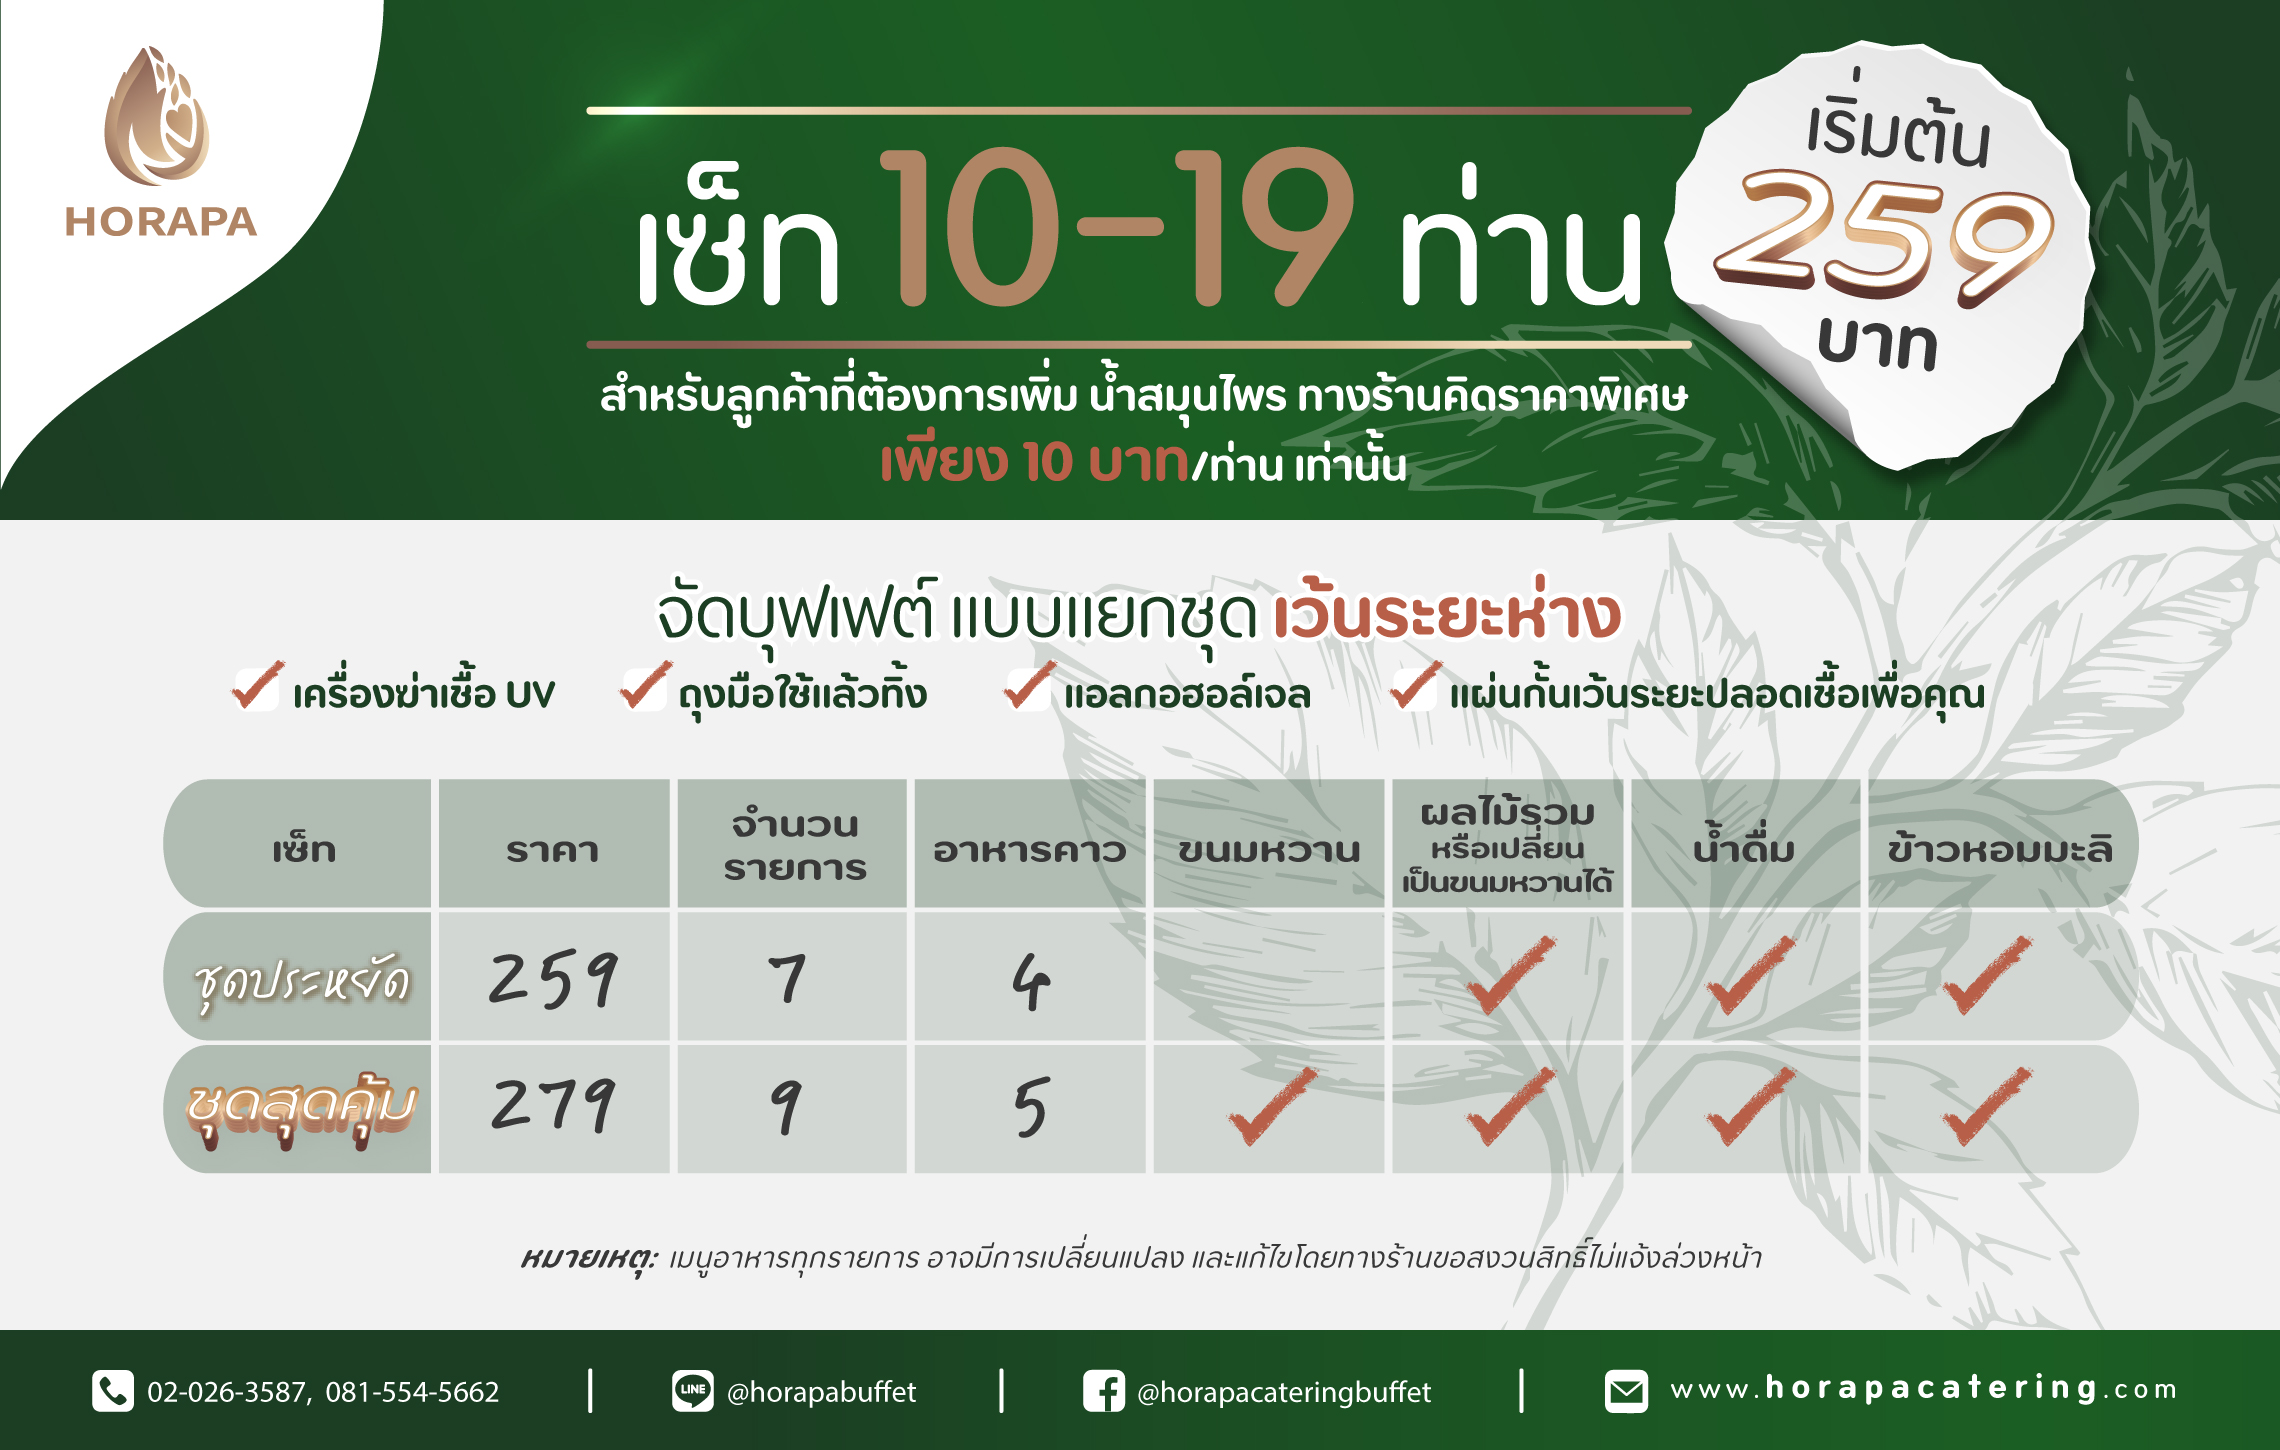 HORAPA
เซ็ท 10-19 ท่าน
เริ่มต้น
259
บาท
สำหรับลูกค้าที่ต้องการเพิ่ม น้ำสมุนไพร ทางร้านคิดราคาพิเศษ
เพียง 10 บาท/ท่าน เท่านั้น
จัดบุฟเฟต์ แบบแยกชุด เว้นระยะห่าง
เครื่องฆ่าเชื้อ UV ถุงมือใช้แล้วทิ้ง แอลกอฮอล์เจล แผ่นกั้นเว้นระยะปลอดเชื้อเพื่อคุณ
เซ็ท
ราคา
จำนวน
รายการ
อาหารคาว
ขนมหวาน
ผลไม้รวม
หรือเปลี่ยน
เป็นขนมหวานได้
น้ำดื่ม
ข้าวหอมมะลิ
ชุดประหยัด 259 7 4
ชุดสุดคุ้ม 279 9 5
หมายเหตุ: เมนูอาหารทุกรายการ อาจมีการเปลี่ยนแปลง และแก้ไขโดยทางร้านขอสงวนสิทธิ์ไม่แจ้งล่วงหน้า
02-026-3587, 081-554-5662 | LINE @horapabuffet | @horapacateringbuffet | www.horapacatering.com